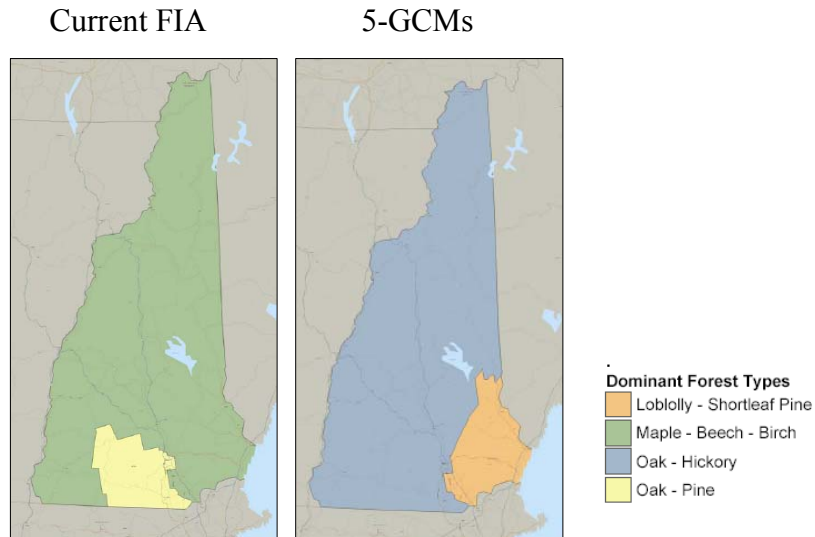 Current FIA
5-GCMs
.
Dominant Forest Types
Loblolly - Shortleaf Pine
Maple - Beech - Birch
Oak - Hickory
Oak - Pine